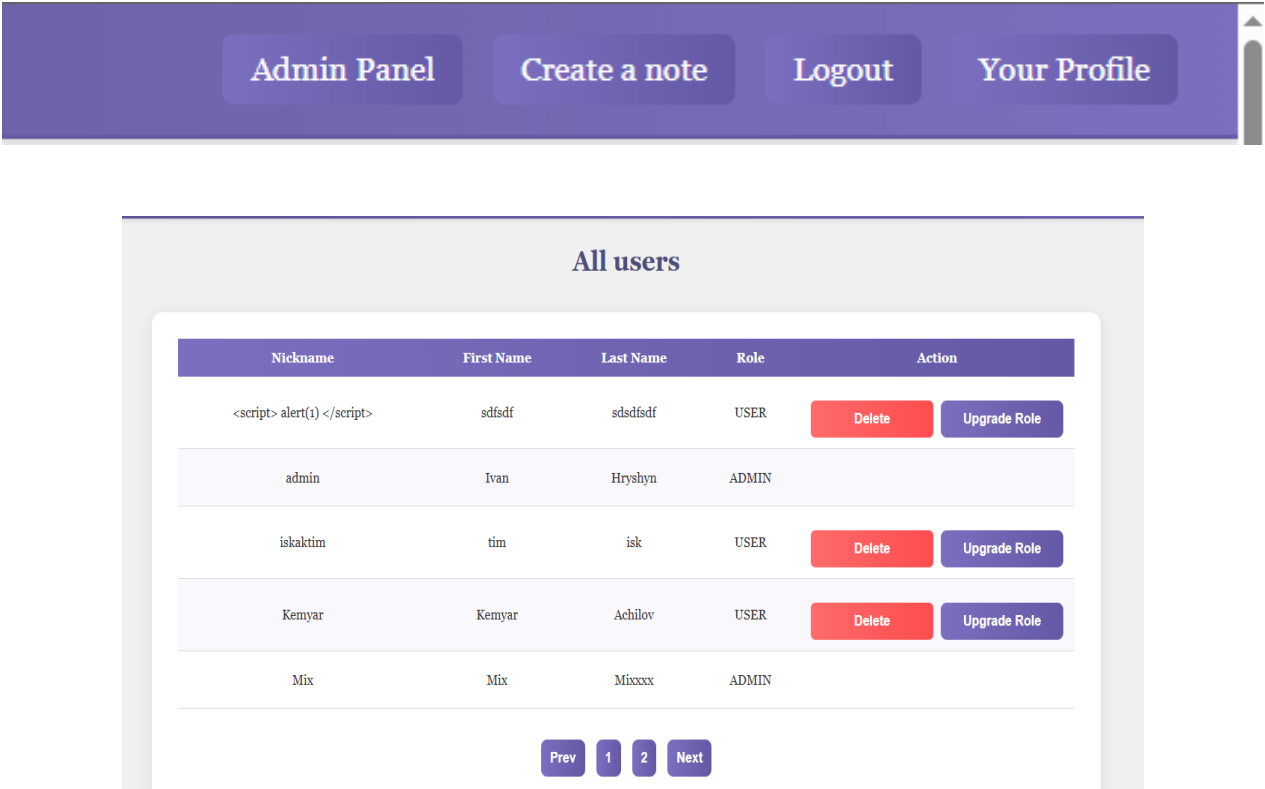 Admin Panel Create a note Logout Your Profile
All users
Nickname First Name Last Name Role Action
<script> alert(1) </script> sdfsdf sdsdfsdf USER Delete Upgrade Role
admin Ivan Hryshyn ADMIN
iskaktim tim isk USER Delete Upgrade Role
Kemyar Kemyar Achilov USER Delete Upgrade Role
Mix Mix Mixxxx ADMIN
Prev 1 2 Next